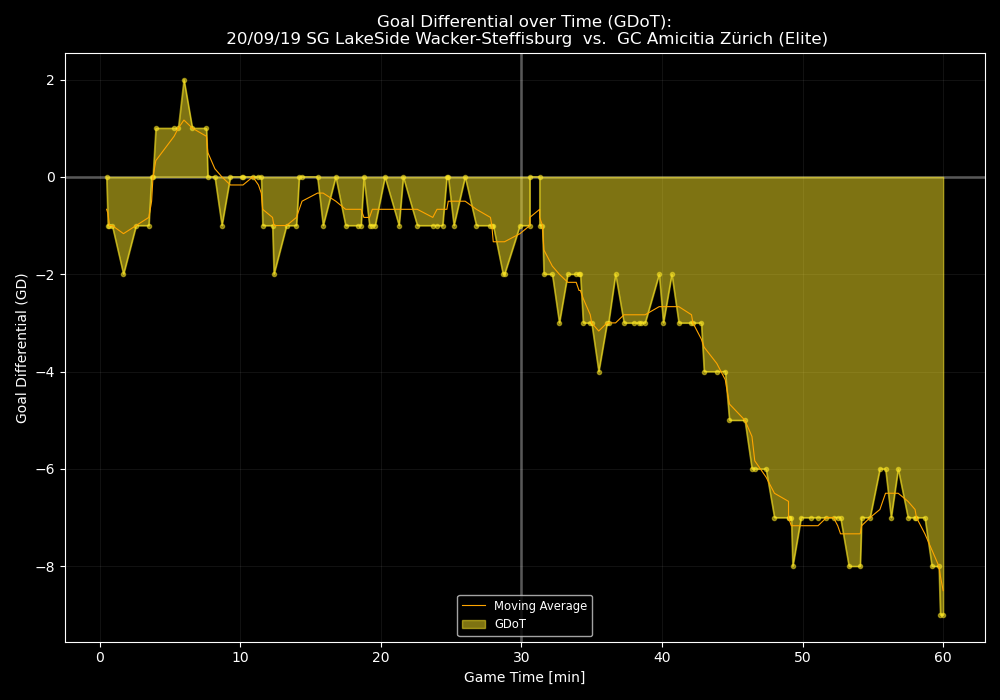 Goal Differential over Time (GDoT):
20/09/19 SG LakeSide Wacker-Steffisburg  vs.  GC Amicitia Zürich (Elite)
Goal Differential (GD)
2
0
−2
−4
−6
−8
Moving Average
GDoT
0 10 20 30 40 50 60
Game Time [min]